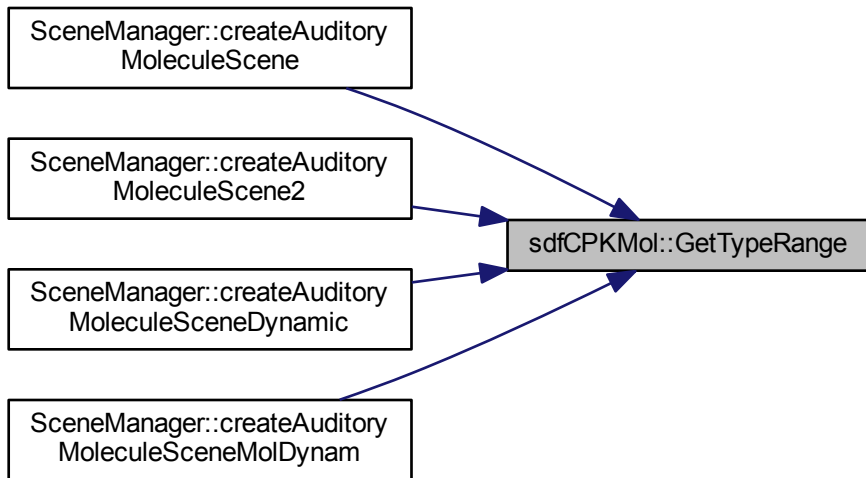 SceneManager::createAuditory
MoleculeScene
SceneManager::createAuditory
MoleculeScene2
sdfCPKMol::GetTypeRange
SceneManager::createAuditory
MoleculeSceneDynamic
SceneManager::createAuditory
MoleculeSceneMolDynam